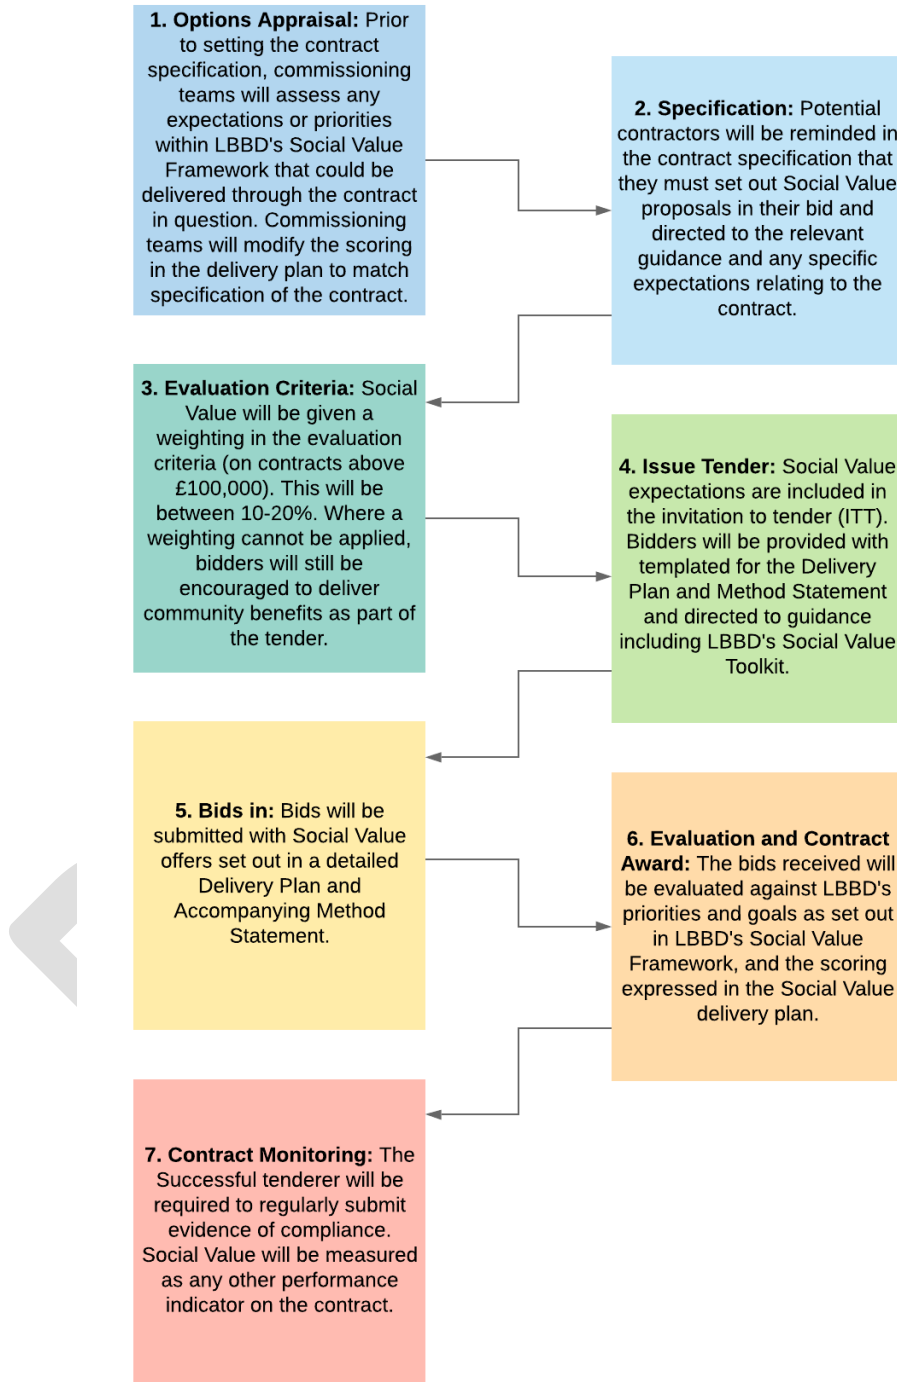 1. Options Appraisal: Prior
to setting the contract
specification, commissioning
teams will assess any
expectations or priorities
within LBBD's Social Value
Framework that could be
delivered through the contract
in question. Commissioning
teams will modify the scoring
in the delivery plan to match
specification of the contract.
2. Specification: Potential
contractors will be reminded in
the contract specification that
they must set out Social Value
proposals in their bid and
directed to the relevant
guidance and any specific
expectations relating to the
contract.
3. Evaluation Criteria: Social
Value will be given a
weighting in the evaluation
criteria (on contracts above
£100,000). This will be
between 10-20%. Where a
weighting cannot be applied,
bidders will still be
encouraged to deliver
community benefits as part of
the tender.
4. Issue Tender: Social Value
expectations are included in
the invitation to tender (ITT).
Bidders will be provided with
templated for the Delivery
Plan and Method Statement
and directed to guidance
including LBBD's Social Value
Toolkit.
5. Bids in: Bids will be
submitted with Social Value
offers set out in a detailed
Delivery Plan and
Accompanying Method
Statement.
6. Evaluation and Contract
Award: The bids received will
be evaluated against LBBD's
priorities and goals as set out
in LBBD's Social Value
Framework, and the scoring
expressed in the Social Value
delivery plan.
7. Contract Monitoring: The
Successful tenderer will be
required to regularly submit
evidence of compliance.
Social Value will be measured
as any other performance
indicator on the contract.